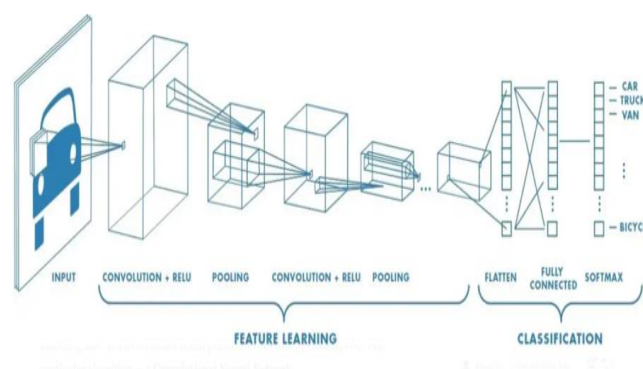 CAR
TRUCK
VAN
BICYC
INPUT
CONVOLUTION + RELU
POOLING
CONVOLUTION + RELU
POOLING
FLATTEN
FULLY
CONNECTED
SOFTMAX
FEATURE LEARNING
CLASSIFICATION